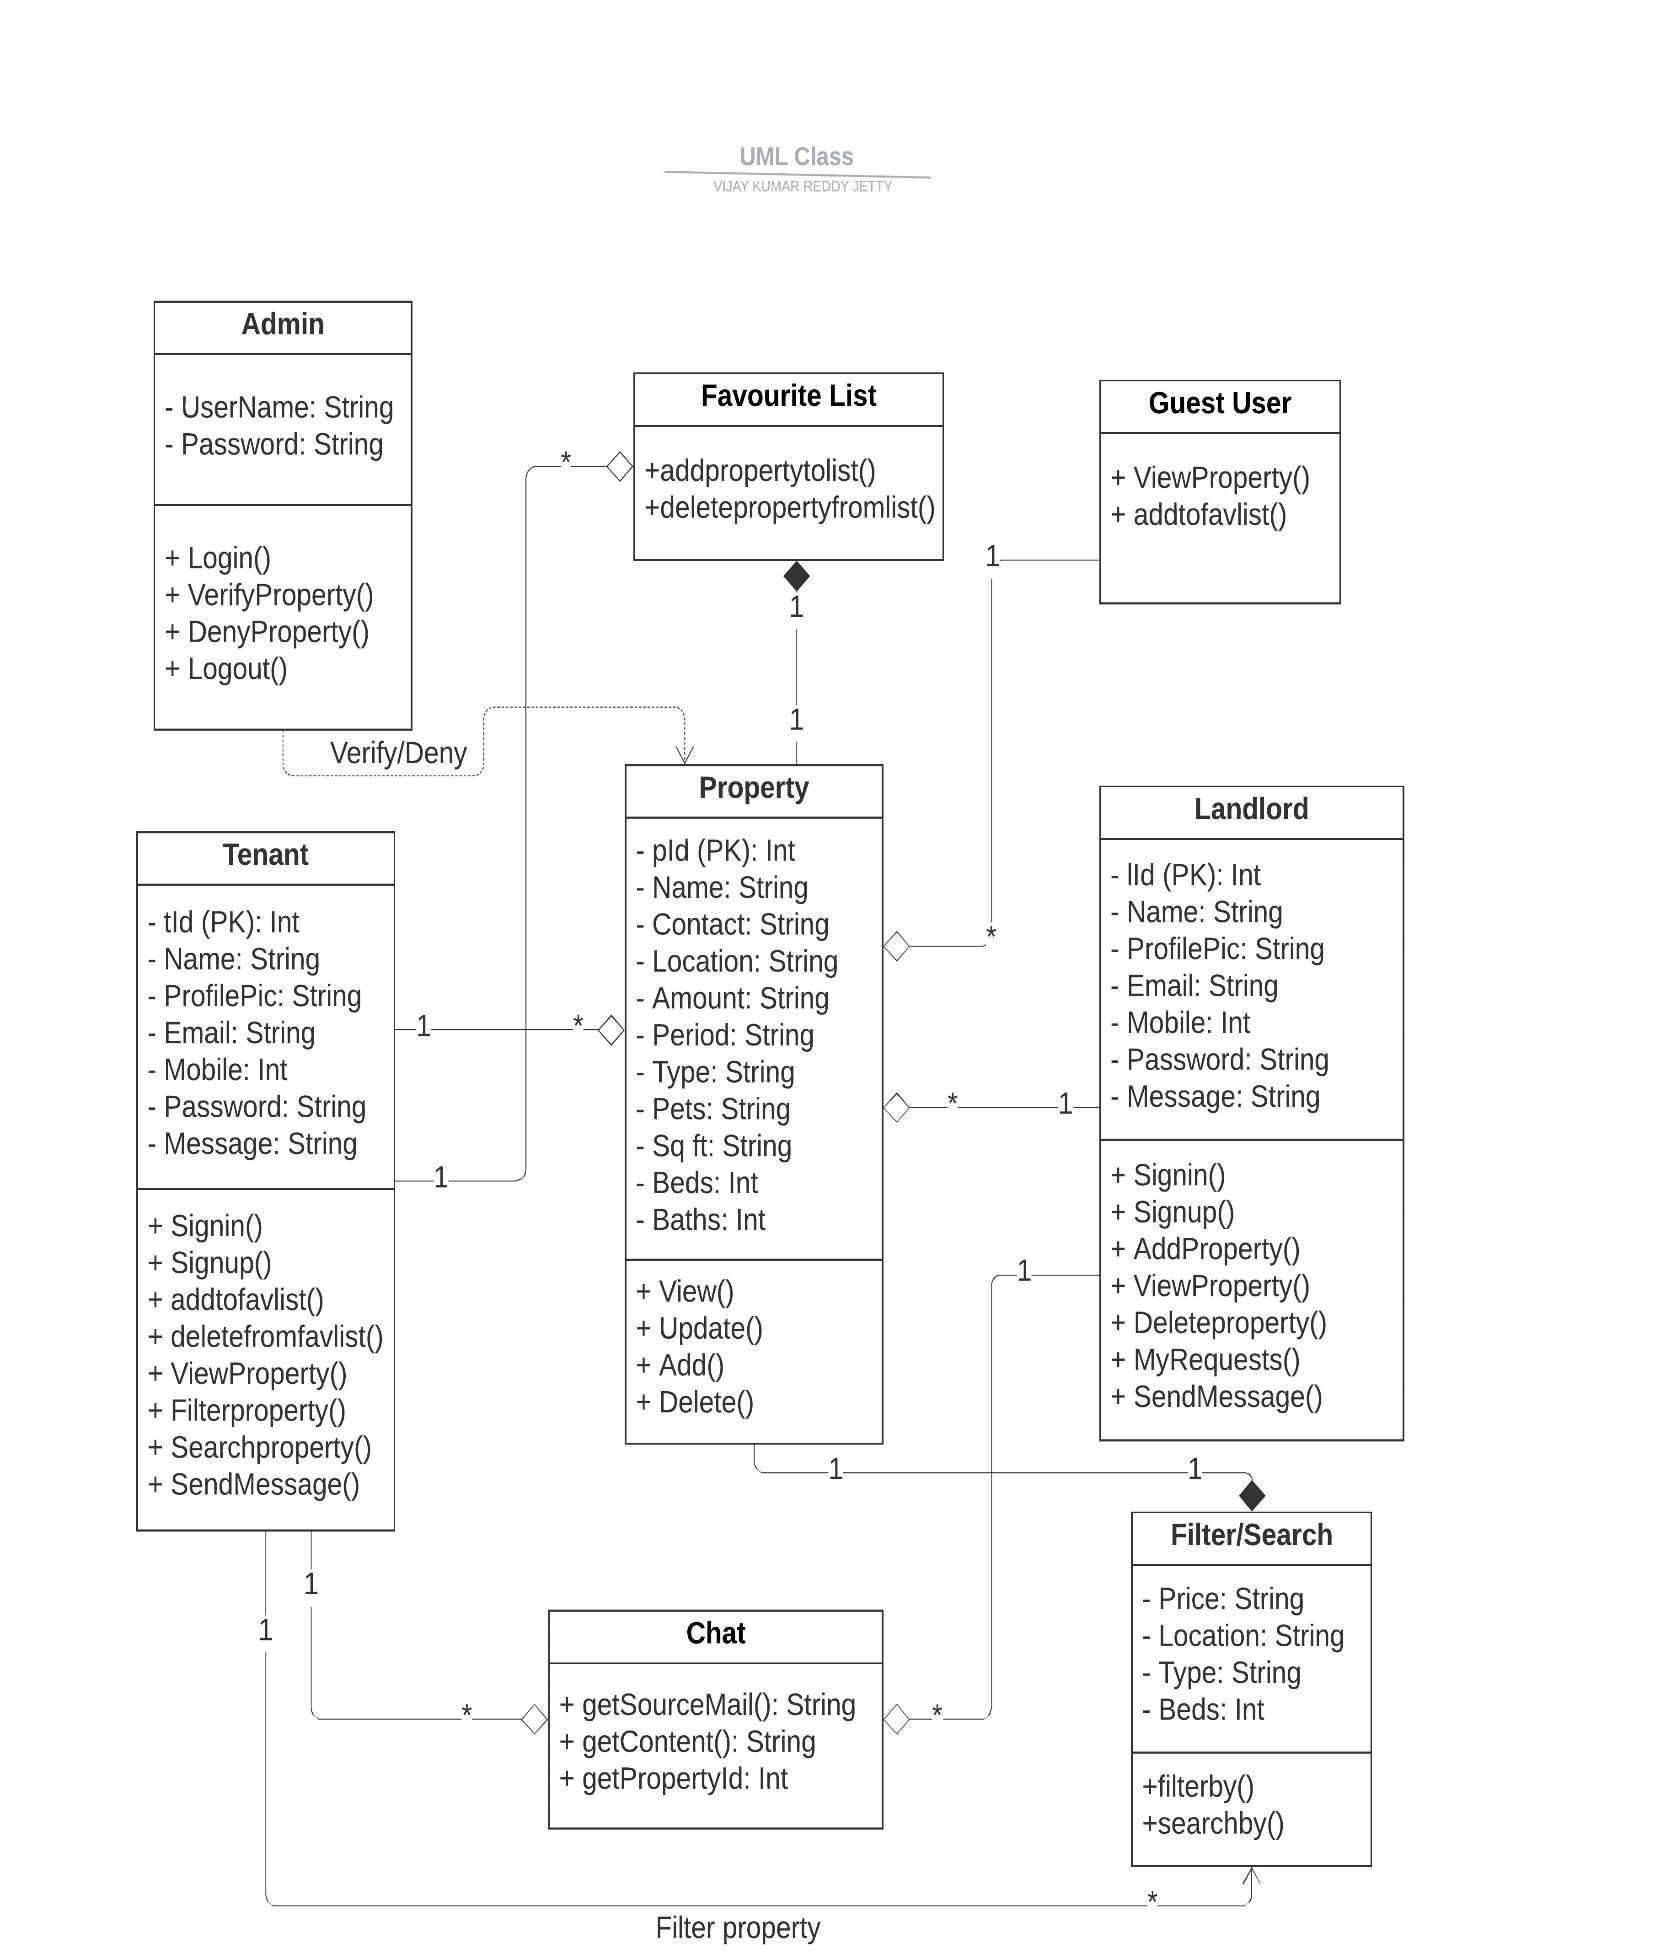 UML Class
VIJAY KUMAR REDDY JETTY
Admin
- UserName: String
- Password: String
+ Login()
+ VerifyProperty()
+ DenyProperty()
+ Logout()
Verify/Deny
Favourite List
+addpropertytolist()
+deletepropertyfromlist()
*
1
1
Guest User
+ ViewProperty()
+ addtofavlist()
1
*
Tenant
- tId (PK): Int
- Name: String
- ProfilePic: String
- Email: String
- Mobile: Int
- Password: String
- Message: String
+ Signin()
+ Signup()
+ addtofavlist()
+ deletefromfavlist()
+ ViewProperty()
+ Filterproperty()
+ Searchproperty()
+ SendMessage()
1
*
1
Property
- pId (PK): Int
- Name: String
- Contact: String
- Location: String
- Amount: String
- Period: String
- Type: String
- Pets: String
- Sq ft: String
- Beds: Int
- Baths: Int
+ View()
+ Update()
+ Add()
+ Delete()
*
1
Landlord
- lId (PK): Int
- Name: String
- ProfilePic: String
- Email: String
- Mobile: Int
- Password: String
- Message: String
+ Signin()
+ Signup()
+ AddProperty()
+ ViewProperty()
+ Deleteproperty()
+ MyRequests()
+ SendMessage()
1
1
1
1
1
Chat
+ getSourceMail(): String
+ getContent(): String
+ getPropertyId: Int
*
*
Filter/Search
- Price: String
- Location: String
- Type: String
- Beds: Int
+filterby()
+searchby()
*
Filter property